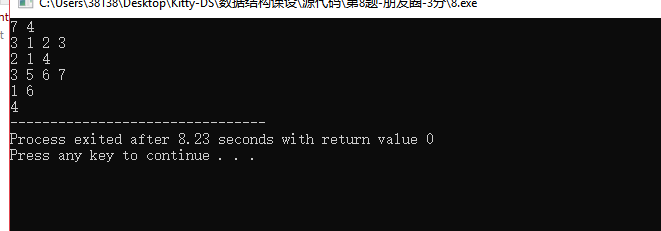 C:\Users\38138\Desktop\Kitty-DS\数据结构课设\源代码\第8题-朋友圈-3分\8.exe
7 4
3 1 2 3
2 1 4
3 5 6 7
1 6
4
--------------------------------
Process exited after 8.23 seconds with return value 0
Press any key to continue . . .